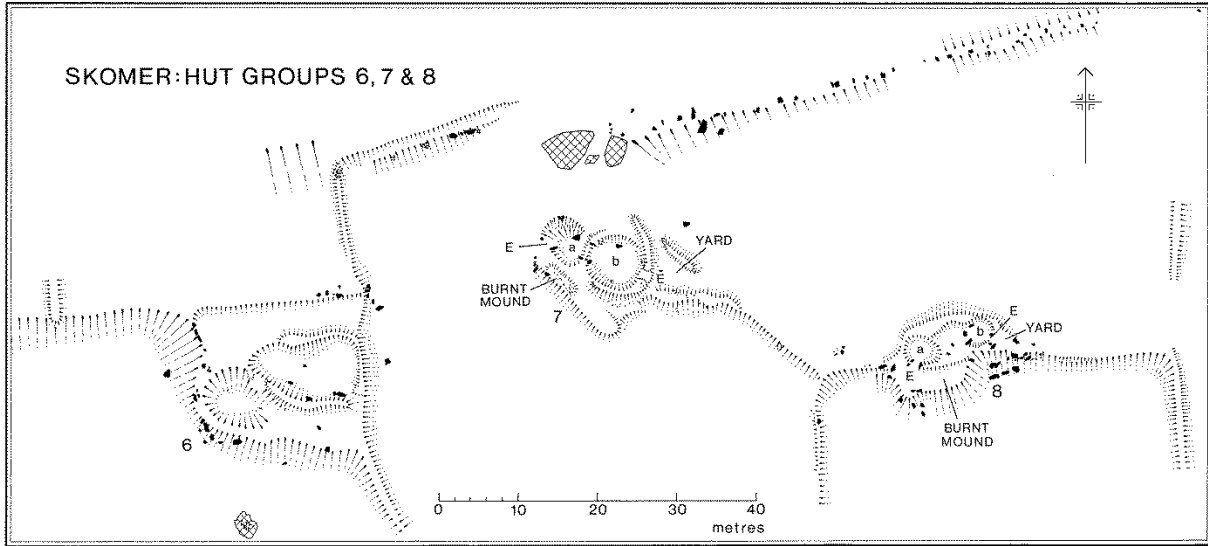 SKOMER:HUT GROUPS 6,7 & 8
E
a
b
YARD
E
BURNT
MOUND
7
E
b
YARD
a
E
8
BURNT
MOUND
6
0 10 20 30 40
metres